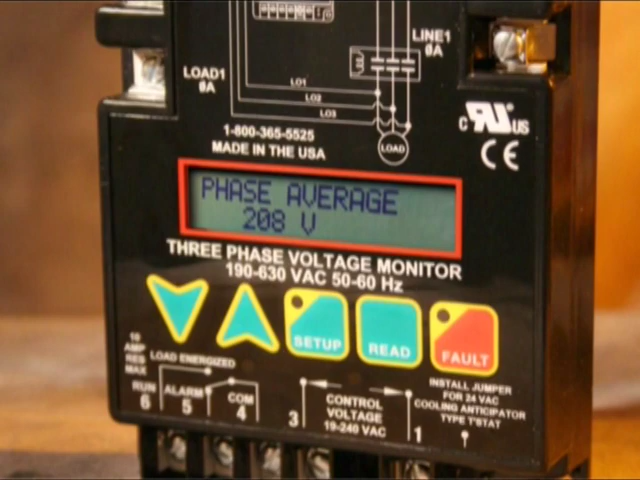 LINE1
ØA
LOAD1
ØA
LO1
LO2
LO3
LOAD
1-800-365-5525
MADE IN THE USA
C US
CE
PHASE AVERAGE
208 V
THREE PHASE VOLTAGE MONITOR
190-630 VAC 50-60 Hz
SETUP
READ
FAULT
10
AMP
RES
MAX
LOAD ENERGIZED
RUN
6
ALARM
5
COM
4
3
CONTROL
VOLTAGE
19-240 VAC
1
INSTALL JUMPER
FOR 24 VAC
COOLING ANTICIPATOR
TYPE T'STAT